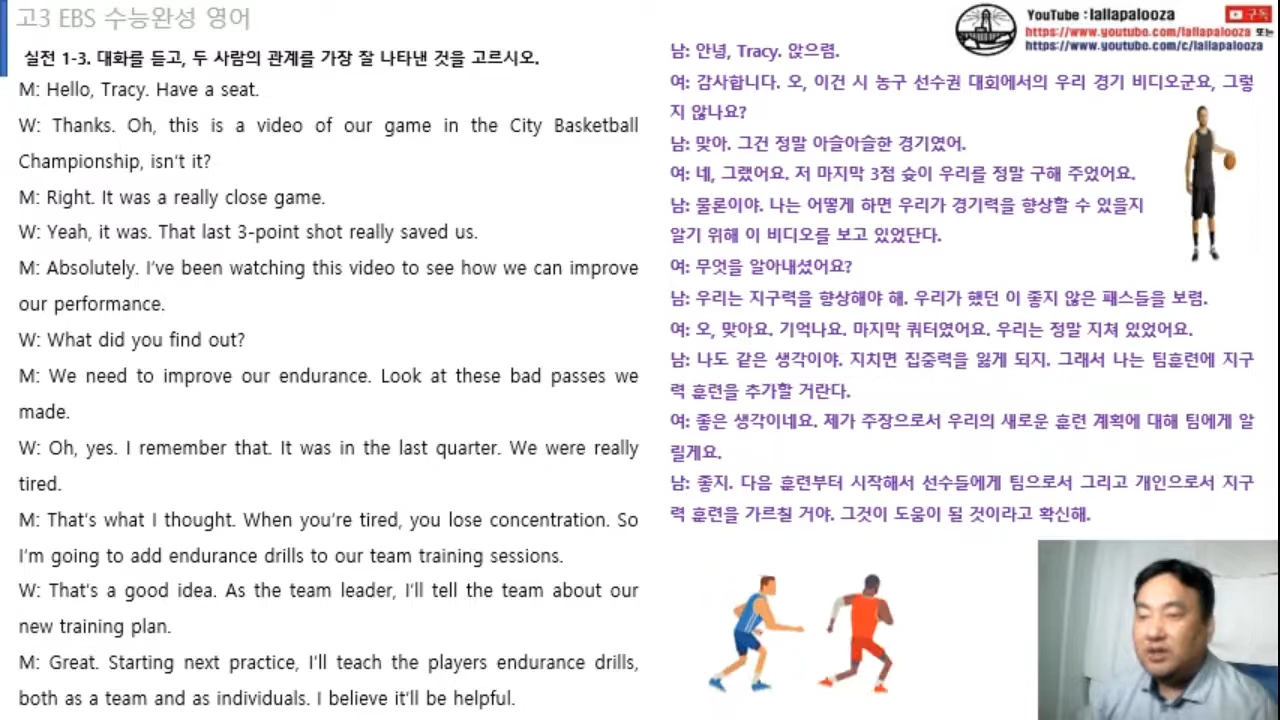 고3 EBS 수능완성 영어
YouTube : lallapalooza
구독
https://www.youtube.com/lallapalooza 또는
https://www.youtube.com/c/lallapalooza
실전 1-3. 대화를 듣고, 두 사람의 관계를 가장 잘 나타낸 것을 고르시오.
M: Hello, Tracy. Have a seat.
W: Thanks. Oh, this is a video of our game in the City Basketball
Championship, isn't it?
M: Right. It was a really close game.
W: Yeah, it was. That last 3-point shot really saved us.
M: Absolutely. I've been watching this video to see how we can improve
our performance.
W: What did you find out?
M: We need to improve our endurance. Look at these bad passes we
made.
W: Oh, yes. I remember that. It was in the last quarter. We were really
tired.
M: That's what I thought. When you're tired, you lose concentration. So
I'm going to add endurance drills to our team training sessions.
W: That's a good idea. As the team leader, I'll tell the team about our
new training plan.
M: Great. Starting next practice, I'll teach the players endurance drills,
both as a team and as individuals. I believe it'll be helpful.
남: 안녕, Tracy. 앉으렴.
여: 감사합니다. 오, 이건 시 농구 선수권 대회에서의 우리 경기 비디오군요, 그렇
지 않나요?
남: 맞아. 그건 정말 아슬아슬한 경기였어.
여: 네, 그랬어요. 저 마지막 3점 슛이 우리를 정말 구해 주었어요.
남: 물론이야. 나는 어떻게 하면 우리가 경기력을 향상할 수 있을지
알기 위해 이 비디오를 보고 있었단다.
여: 무엇을 알아내셨어요?
남: 우리는 지구력을 향상해야 해. 우리가 했던 이 좋지 않은 패스들을 보렴.
여: 오, 맞아요. 기억나요. 마지막 쿼터였어요. 우리는 정말 지쳐 있었어요.
남: 나도 같은 생각이야. 지치면 집중력을 잃게 되지. 그래서 나는 팀훈련에 지구
력 훈련을 추가할 거란다.
여: 좋은 생각이네요. 제가 주장으로서 우리의 새로운 훈련 계획에 대해 팀에게 알
릴게요.
남: 좋지. 다음 훈련부터 시작해서 선수들에게 팀으로서 그리고 개인으로서 지구
력 훈련을 가르칠 거야. 그것이 도움이 될 것이라고 확신해.